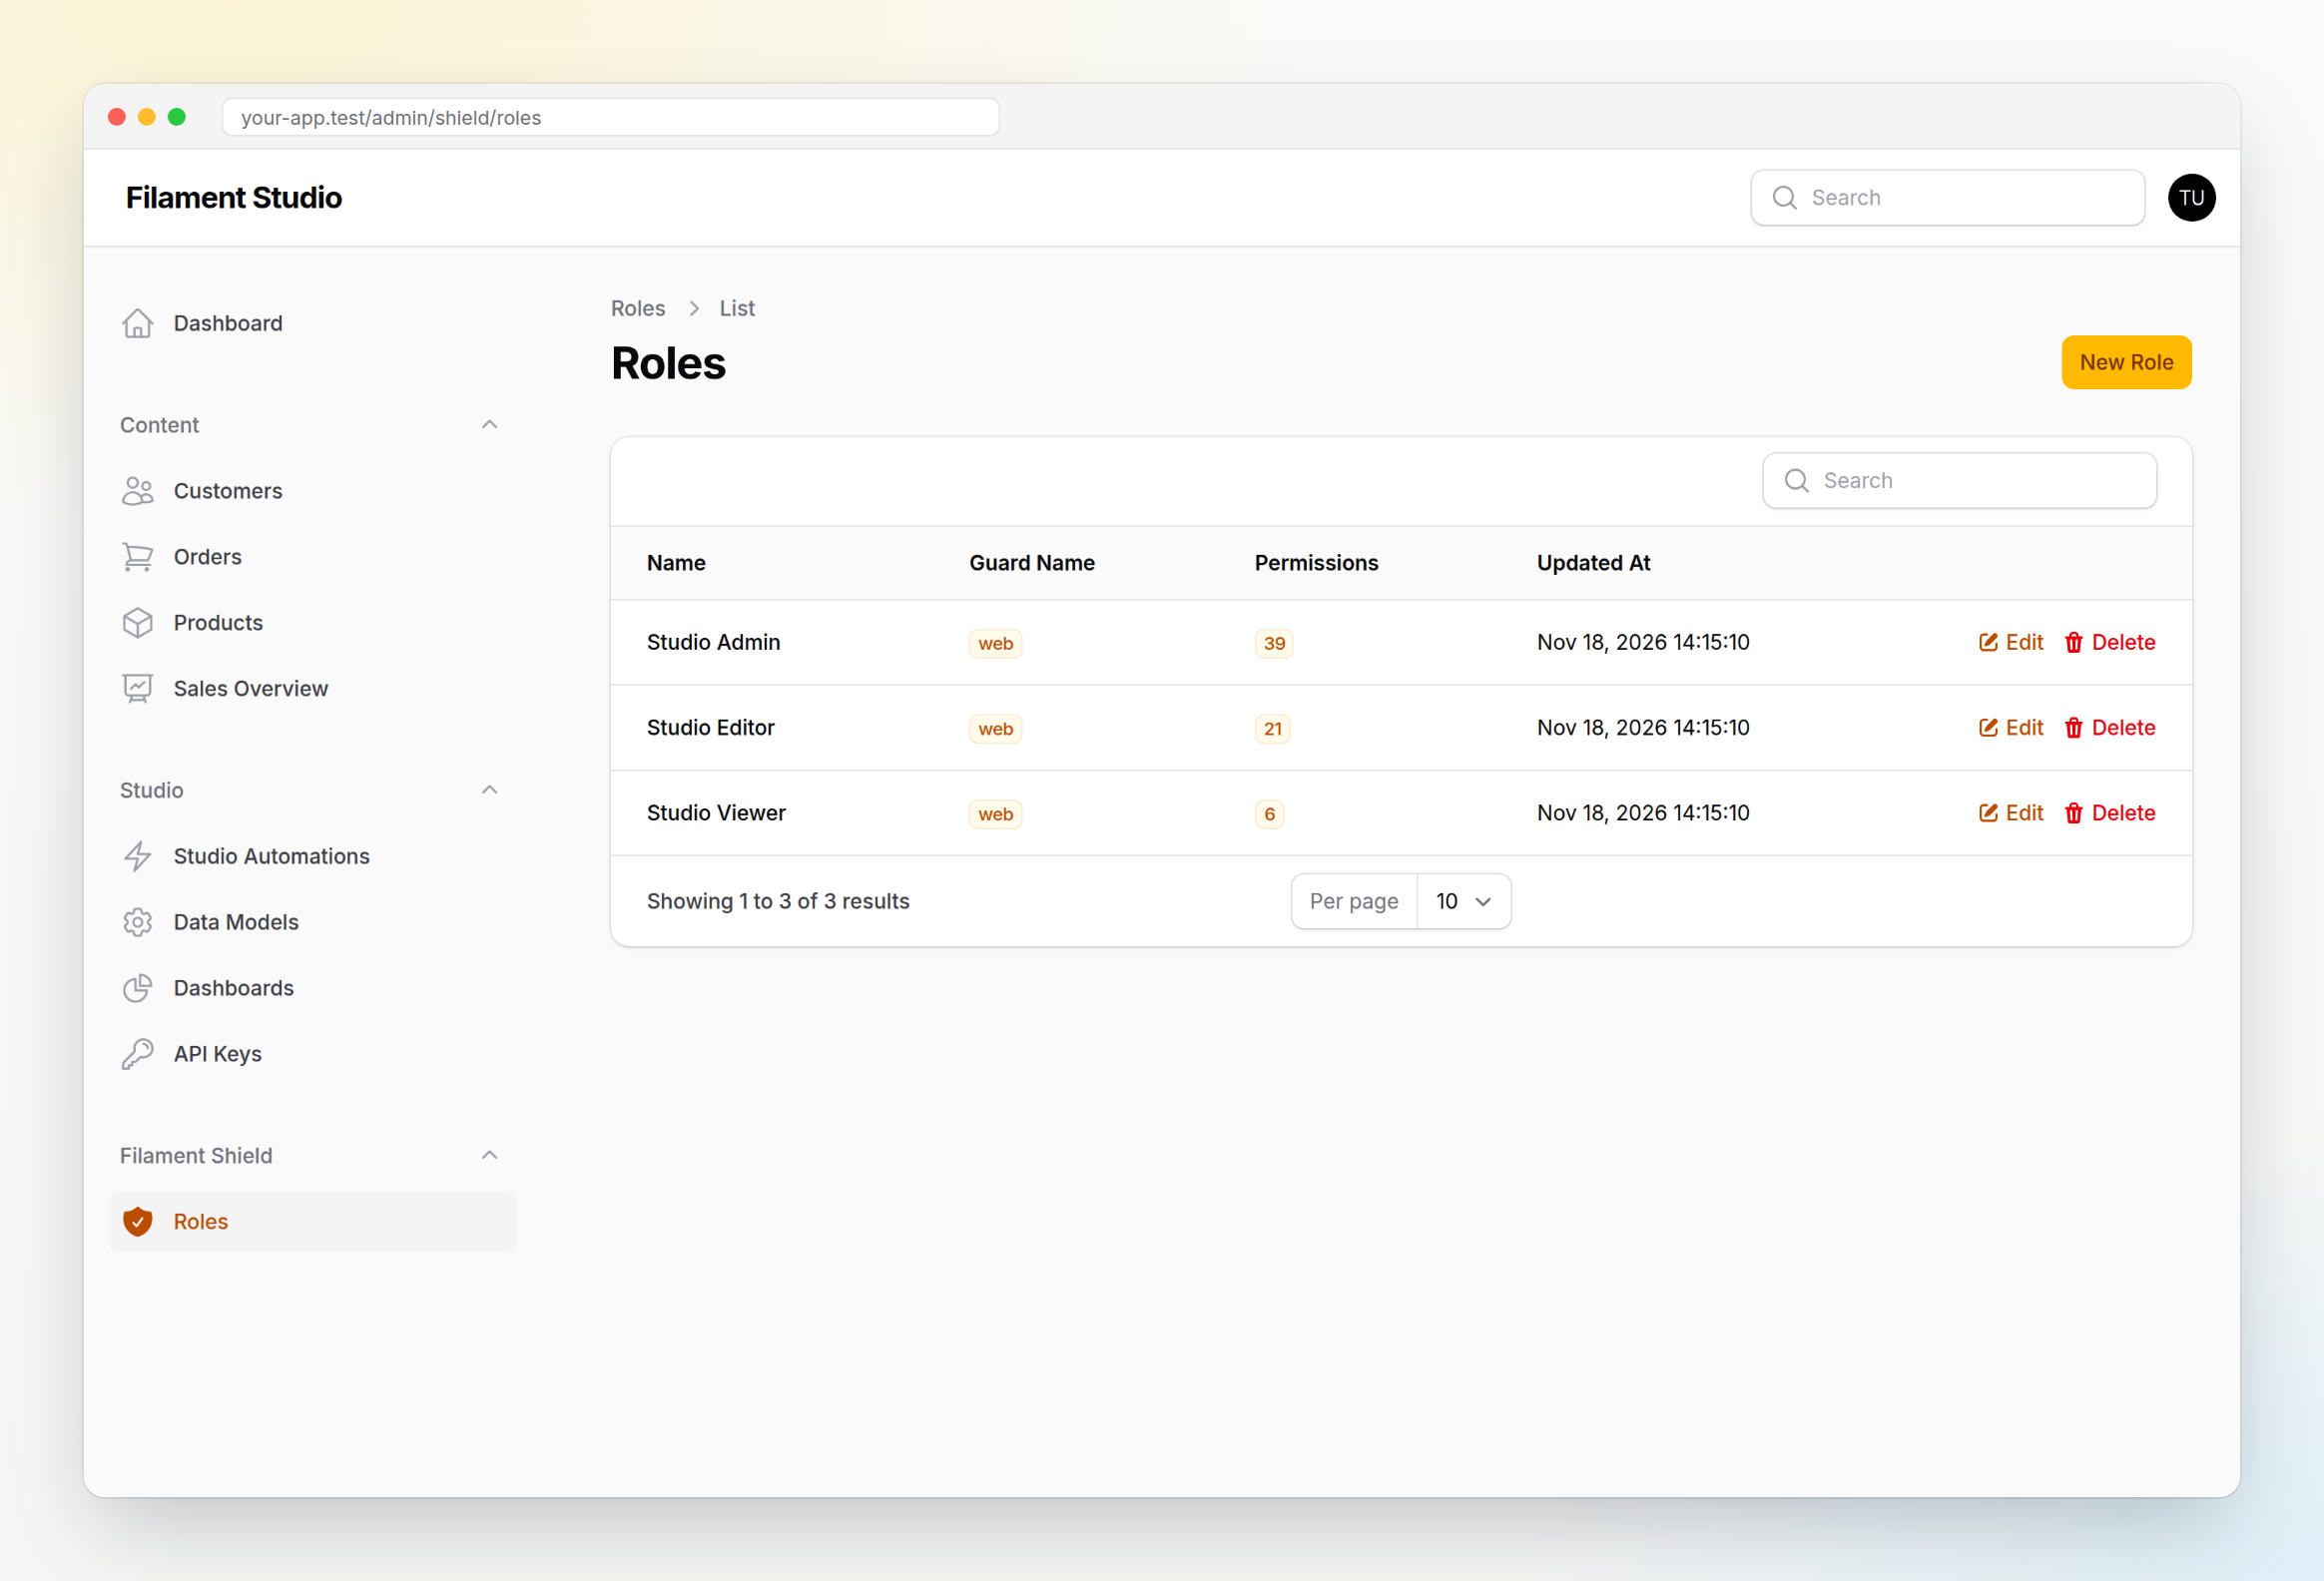 your-app.test/admin/shield/roles
Filament Studio
Search
TU
Dashboard
Content
Customers
Orders
Products
Sales Overview
Studio
Studio Automations
Data Models
Dashboards
API Keys
Filament Shield
Roles
Roles > List
Roles
New Role
Search
Name Guard Name Permissions Updated At
Studio Admin web 39 Nov 18, 2026 14:15:10 Edit Delete
Studio Editor web 21 Nov 18, 2026 14:15:10 Edit Delete
Studio Viewer web 6 Nov 18, 2026 14:15:10 Edit Delete
Showing 1 to 3 of 3 results Per page 10